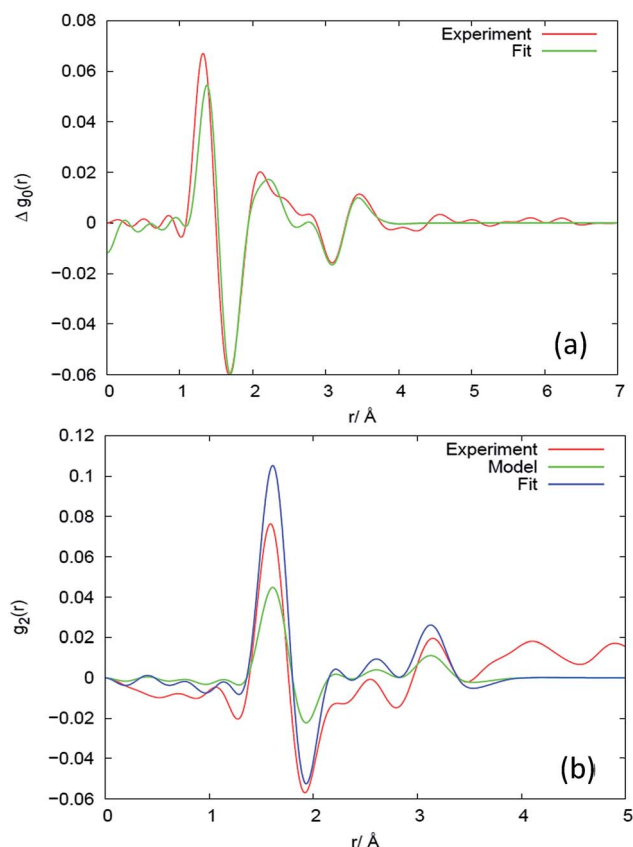 0.08
Experiment
Fit
0.06
0.04
0.02
0
-0.02
-0.04
-0.06
Δ g0(r)
(a)
0 1 2 3 4 5 6 7
r/ Å
0.12
Experiment
Model
Fit
0.1
0.08
0.06
0.04
0.02
0
-0.02
-0.04
-0.06
g2(r)
(b)
0 1 2 3 4 5
r/ Å